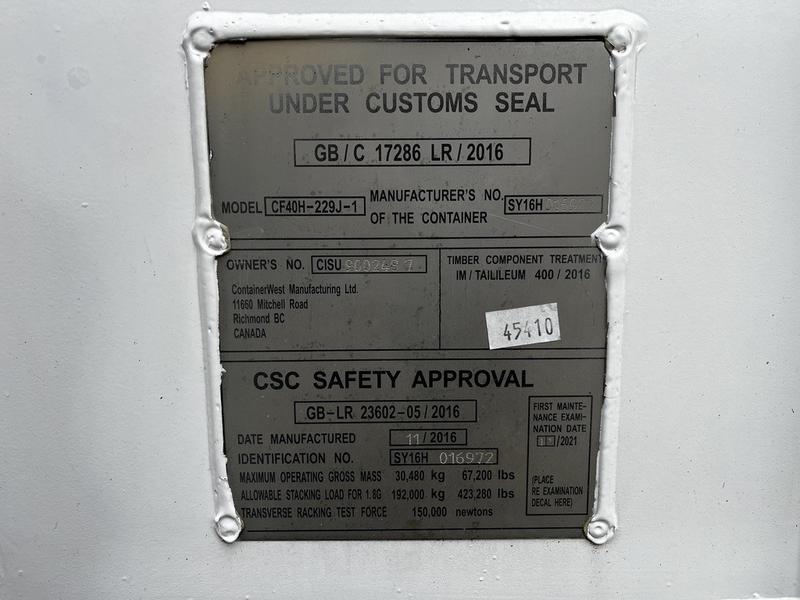 APPROVED FOR TRANSPORT
UNDER CUSTOMS SEAL
GB/C 17286 LR/2016
MODEL CF40H-229J-1
MANUFACTURER'S NO.
OF THE CONTAINER
SY16H
OWNER'S NO. CISU
ContainerWest Manufacturing Ltd.
11660 Mitchell Road
Richmond BC
CANADA
TIMBER COMPONENT TREATMENT
IM/TAILILEUM 400/2016
45410
CSC SAFETY APPROVAL
GB-LR 23602-05/2016
DATE MANUFACTURED 11/2016
IDENTIFICATION NO. SY16H 016972
MAXIMUM OPERATING GROSS MASS 30,480 kg 67,200 lbs
ALLOWABLE STACKING LOAD FOR 1.8G 192,000 kg 423,280 lbs
TRANSVERSE RACKING TEST FORCE 150,000 newtons
FIRST MAINTE-
NANCE EXAMI-
NATION DATE
/2021
(PLACE
RE EXAMINATION
DECAL HERE)